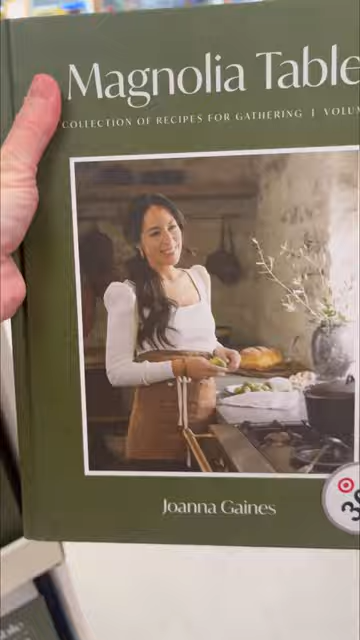 Magnolia Table
COLLECTION OF RECIPES FOR GATHERING | VOLU
Joanna Gaines